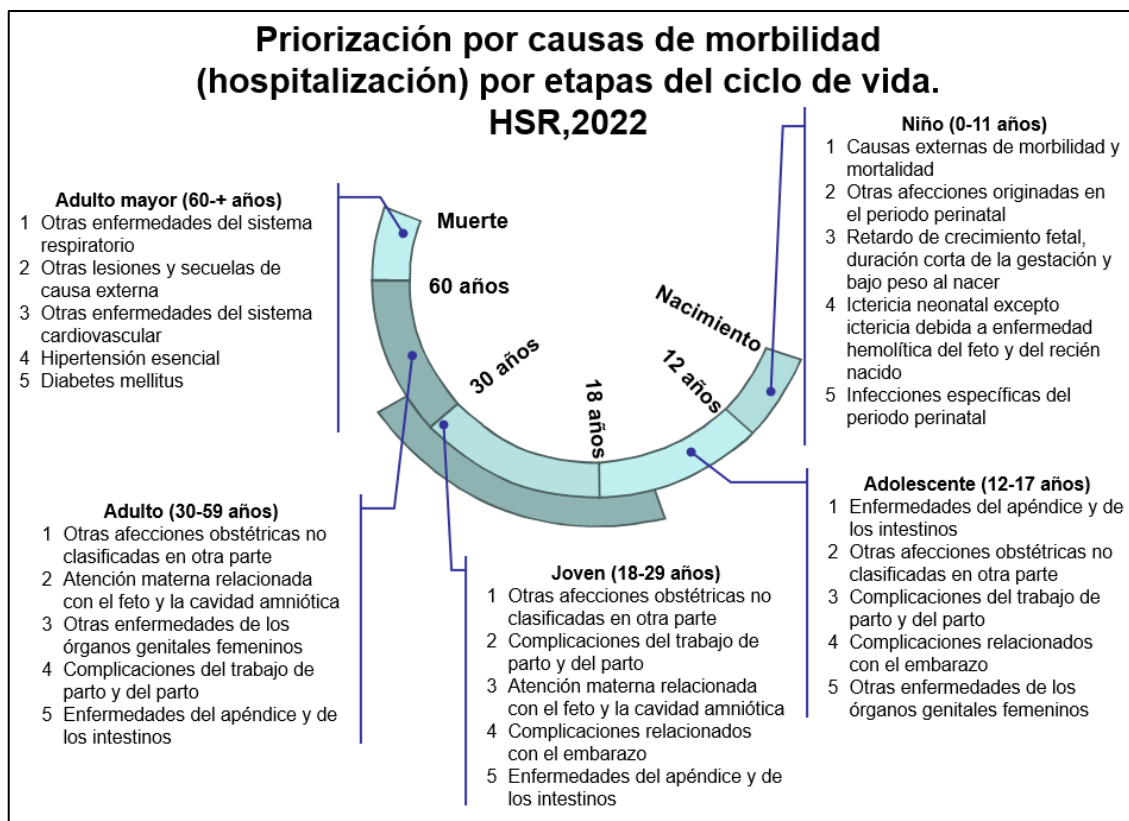 Priorización por causas de morbilidad
(hospitalización) por etapas del ciclo de vida.
HSR,2022
Niño (0-11 años)
1 Causas externas de morbilidad y
mortalidad
2 Otras afecciones originadas en
el periodo perinatal
3 Retardo de crecimiento fetal,
duración corta de la gestación y
bajo peso al nacer
4 Ictericia neonatal excepto
ictericia debida a enfermedad
hemolítica del feto y del recién
nacido
5 Infecciones específicas del
periodo perinatal
Adulto mayor (60-+ años)
1 Otras enfermedades del sistema
respiratorio
2 Otras lesiones y secuelas de
causa externa
3 Otras enfermedades del sistema
cardiovascular
4 Hipertensión esencial
5 Diabetes mellitus
Muerte
60 años
30 años
18 años
12 años
Nacimiento
Adulto (30-59 años)
1 Otras afecciones obstétricas no
clasificadas en otra parte
2 Atención materna relacionada
con el feto y la cavidad amniótica
3 Otras enfermedades de los
órganos genitales femeninos
4 Complicaciones del trabajo de
parto y del parto
5 Enfermedades del apéndice y de
los intestinos
Joven (18-29 años)
1 Otras afecciones obstétricas no
clasificadas en otra parte
2 Complicaciones del trabajo de
parto y del parto
3 Atención materna relacionada
con el feto y la cavidad amniótica
4 Complicaciones relacionados
con el embarazo
5 Enfermedades del apéndice y de
los intestinos
Adolescente (12-17 años)
1 Enfermedades del apéndice y de
los intestinos
2 Otras afecciones obstétricas no
clasificadas en otra parte
3 Complicaciones del trabajo de
parto y del parto
4 Complicaciones relacionados
con el embarazo
5 Otras enfermedades de los
órganos genitales femeninos